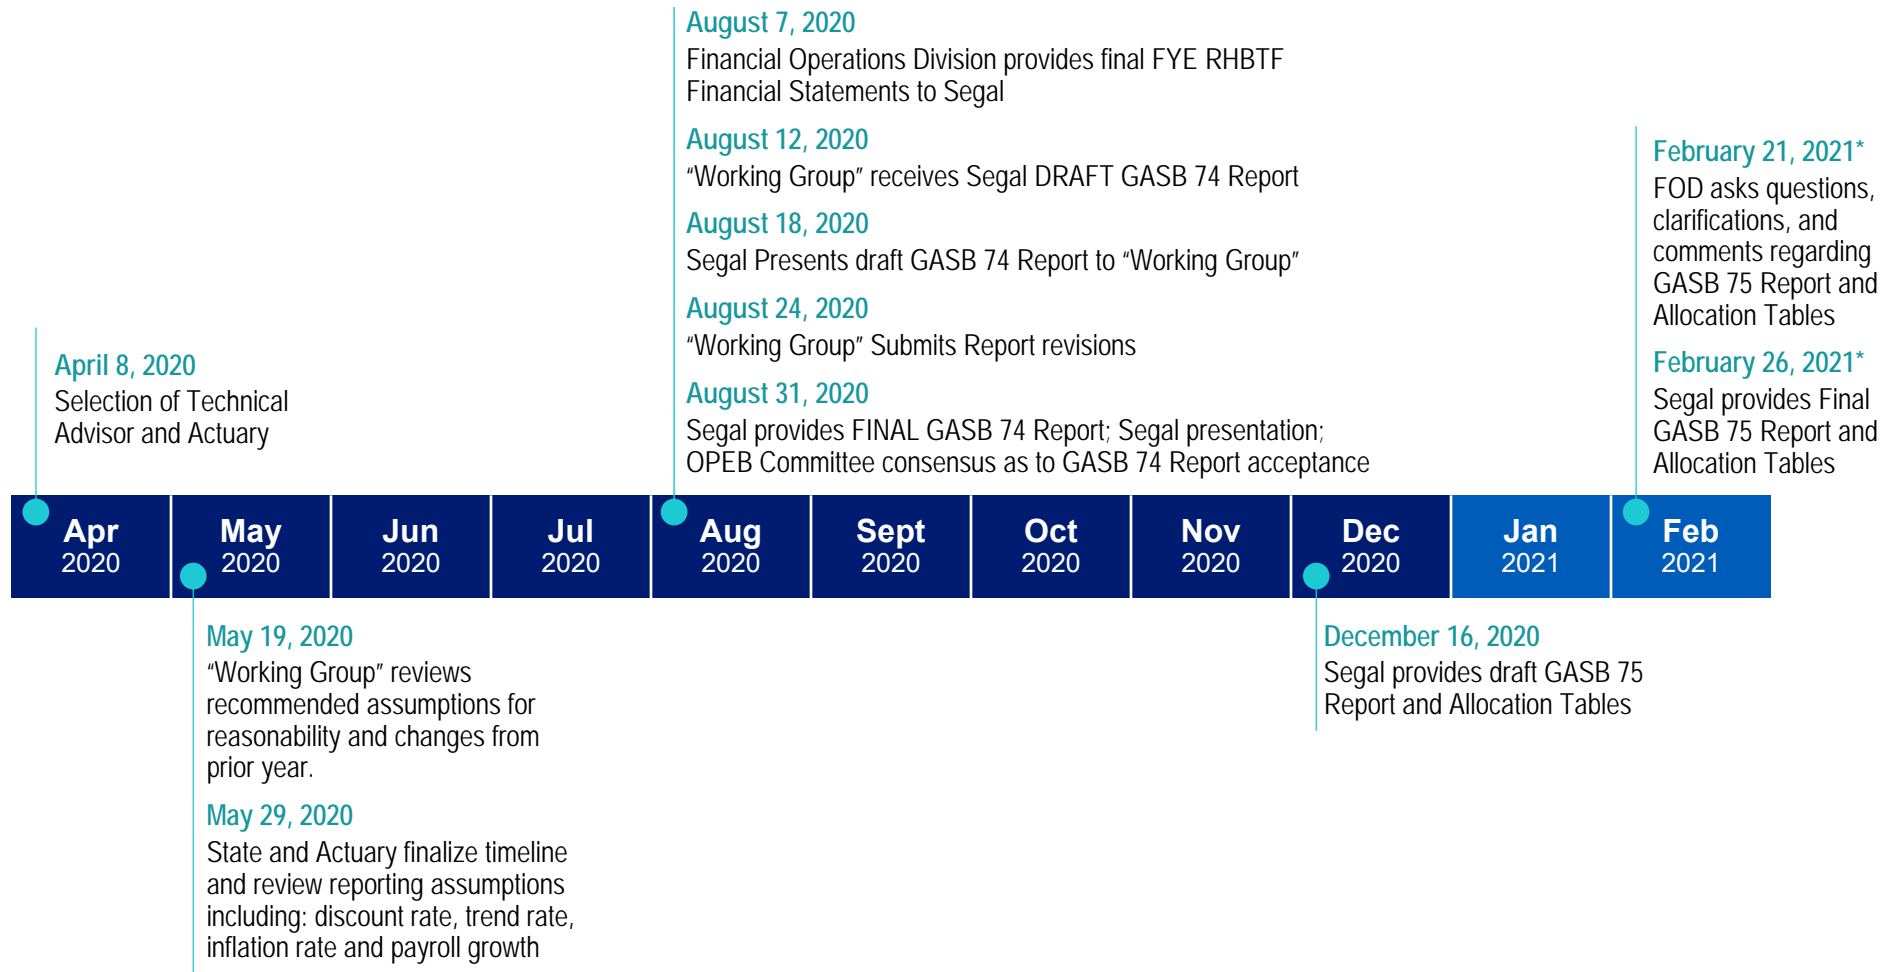 August 7, 2020
Financial Operations Division provides final FYE RHBTF
Financial Statements to Segal
August 12, 2020
“Working Group” receives Segal DRAFT GASB 74 Report
August 18, 2020
Segal Presents draft GASB 74 Report to “Working Group”
August 24, 2020
“Working Group” Submits Report revisions
August 31, 2020
Segal provides FINAL GASB 74 Report; Segal presentation;
OPEB Committee consensus as to GASB 74 Report acceptance
February 21, 2021*
FOD asks questions,
clarifications, and
comments regarding
GASB 75 Report and
Allocation Tables
February 26, 2021*
Segal provides Final
GASB 75 Report and
Allocation Tables
April 8, 2020
Selection of Technical
Advisor and Actuary
Apr
2020
May
2020
Jun
2020
Jul
2020
Aug
2020
Sept
2020
Oct
2020
Nov
2020
Dec
2020
Jan
2021
Feb
2021
May 19, 2020
“Working Group” reviews
recommended assumptions for
reasonability and changes from
prior year.
May 29, 2020
State and Actuary finalize timeline
and review reporting assumptions
including: discount rate, trend rate,
inflation rate and payroll growth
December 16, 2020
Segal provides draft GASB 75
Report and Allocation Tables